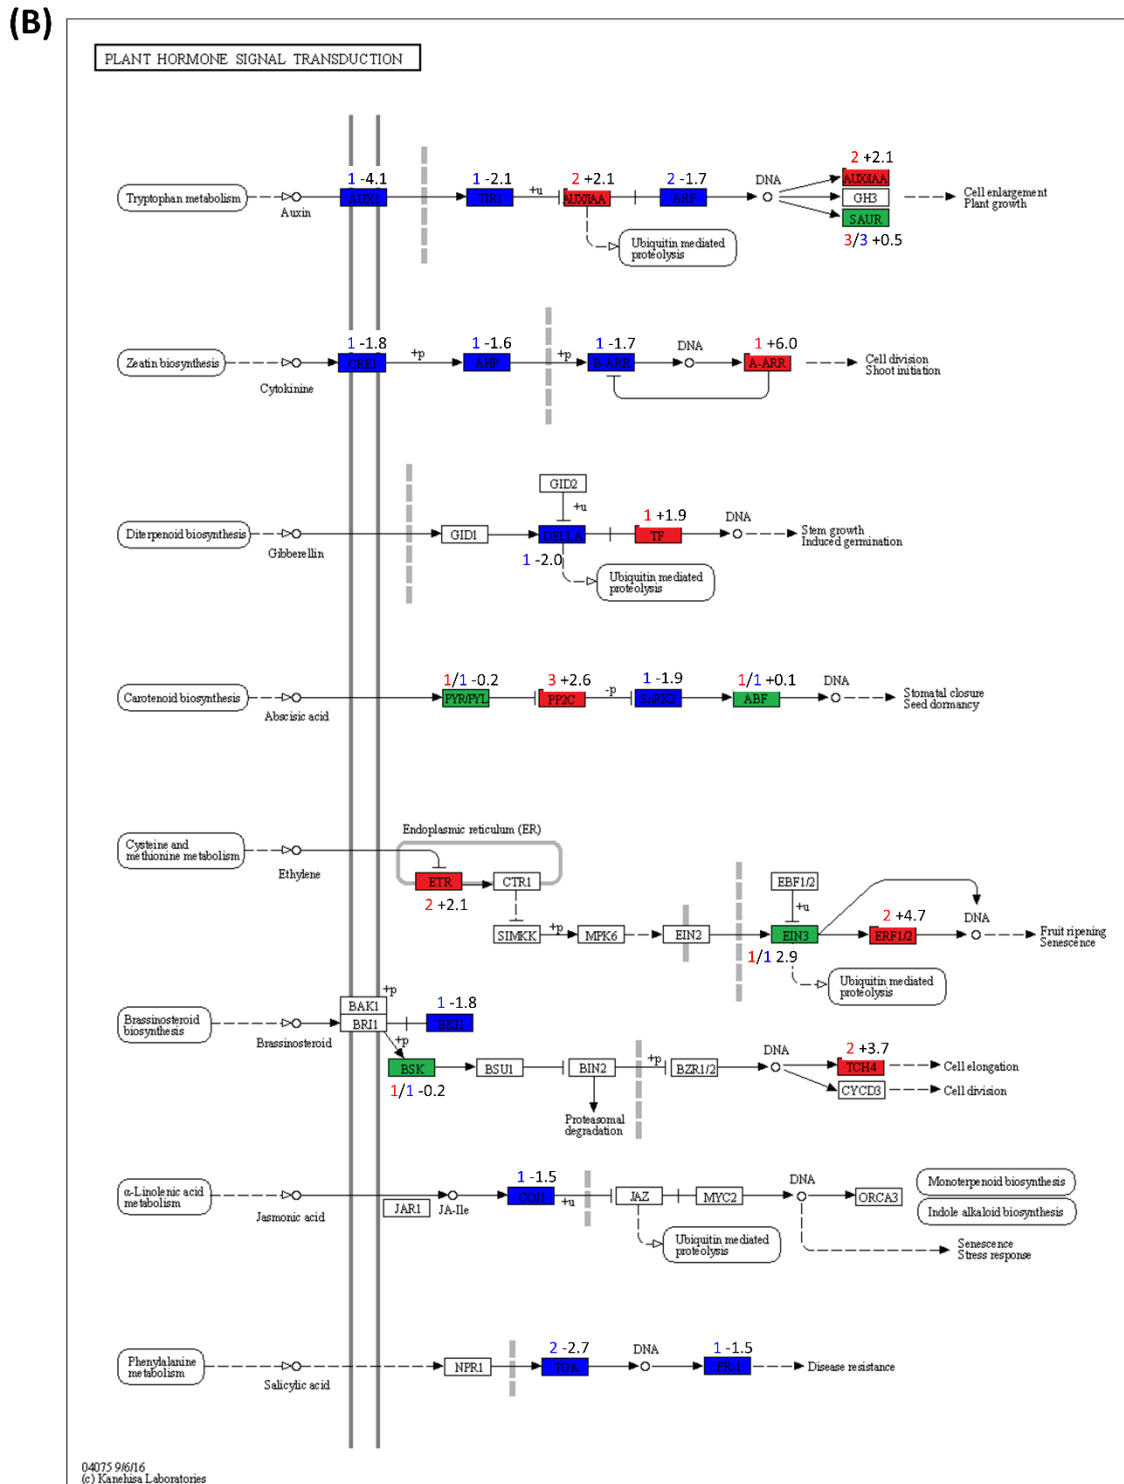 (B)
PLANT HORMONE SIGNAL TRANSDUCTION
2 +2.1
1 -4.1
1 -2.1
2 +2.1
2 -1.7
DNA
AUX/IAA
Tryptophan metabolism
Auxin
AUX1
TIR1
+u
AUX/IAA
ARF
GH3
Cell enlargement
Plant growth
SAUR
3/3 +0.5
Ubiquitin mediated
proteolysis
1 -1.8
1 -1.6
1 -1.7
DNA
1 +6.0
Zeatin biosynthesis
Cytokinine
CRE1
+p
AHP
+p
B-ARR
A-ARR
Cell division
Shoot initiation
GID2
+u
1 +1.9
DNA
Diterpenoid biosynthesis
Gibberellin
GID1
DELLA
TF
Stem growth
Induced germination
1 -2.0
Ubiquitin mediated
proteolysis
1/1 -0.2
3 +2.6
1 -1.9
1/1 +0.1
DNA
Carotenoid biosynthesis
Abscisic acid
PYR/PYL
PP2C
-p
SnRK2
ABF
Stomatal closure
Seed dormancy
Endoplasmic reticulum (ER)
Cysteine and
methionine metabolism
Ethylene
ETR
CTR1
2 +2.1
EBF1/2
+u
2 +4.7
DNA
SIMKK
+p
MPK6
EIN2
EIN3
ERF1/2
Fruit ripening
Senescence
1/1 2.9
Ubiquitin mediated
proteolysis
BAK1
+p
1 -1.8
Brassinosteroid
biosynthesis
Brassinosteroid
BRI1
BKI1
+p
BSK
BSU1
BIN2
+p
BZR1/2
DNA
2 +3.7
TCH4
Cell elongation
CYCD3
Cell division
1/1 -0.2
Proteasomal
degradation
1 -1.5
α-Linolenic acid
metabolism
Jasmonic acid
JAR1
JA-Ile
COI1
+u
JAZ
MYC2
DNA
ORCA3
Monoterpenoid biosynthesis
Indole alkaloid biosynthesis
Ubiquitin mediated
proteolysis
Senescence
Stress response
2 -2.7
DNA
1 -1.5
Phenylalanine
metabolism
Salicylic acid
NPR1
TGA
PR-1
Disease resistance
04075 9/6/16
(c) Kanehisa Laboratories